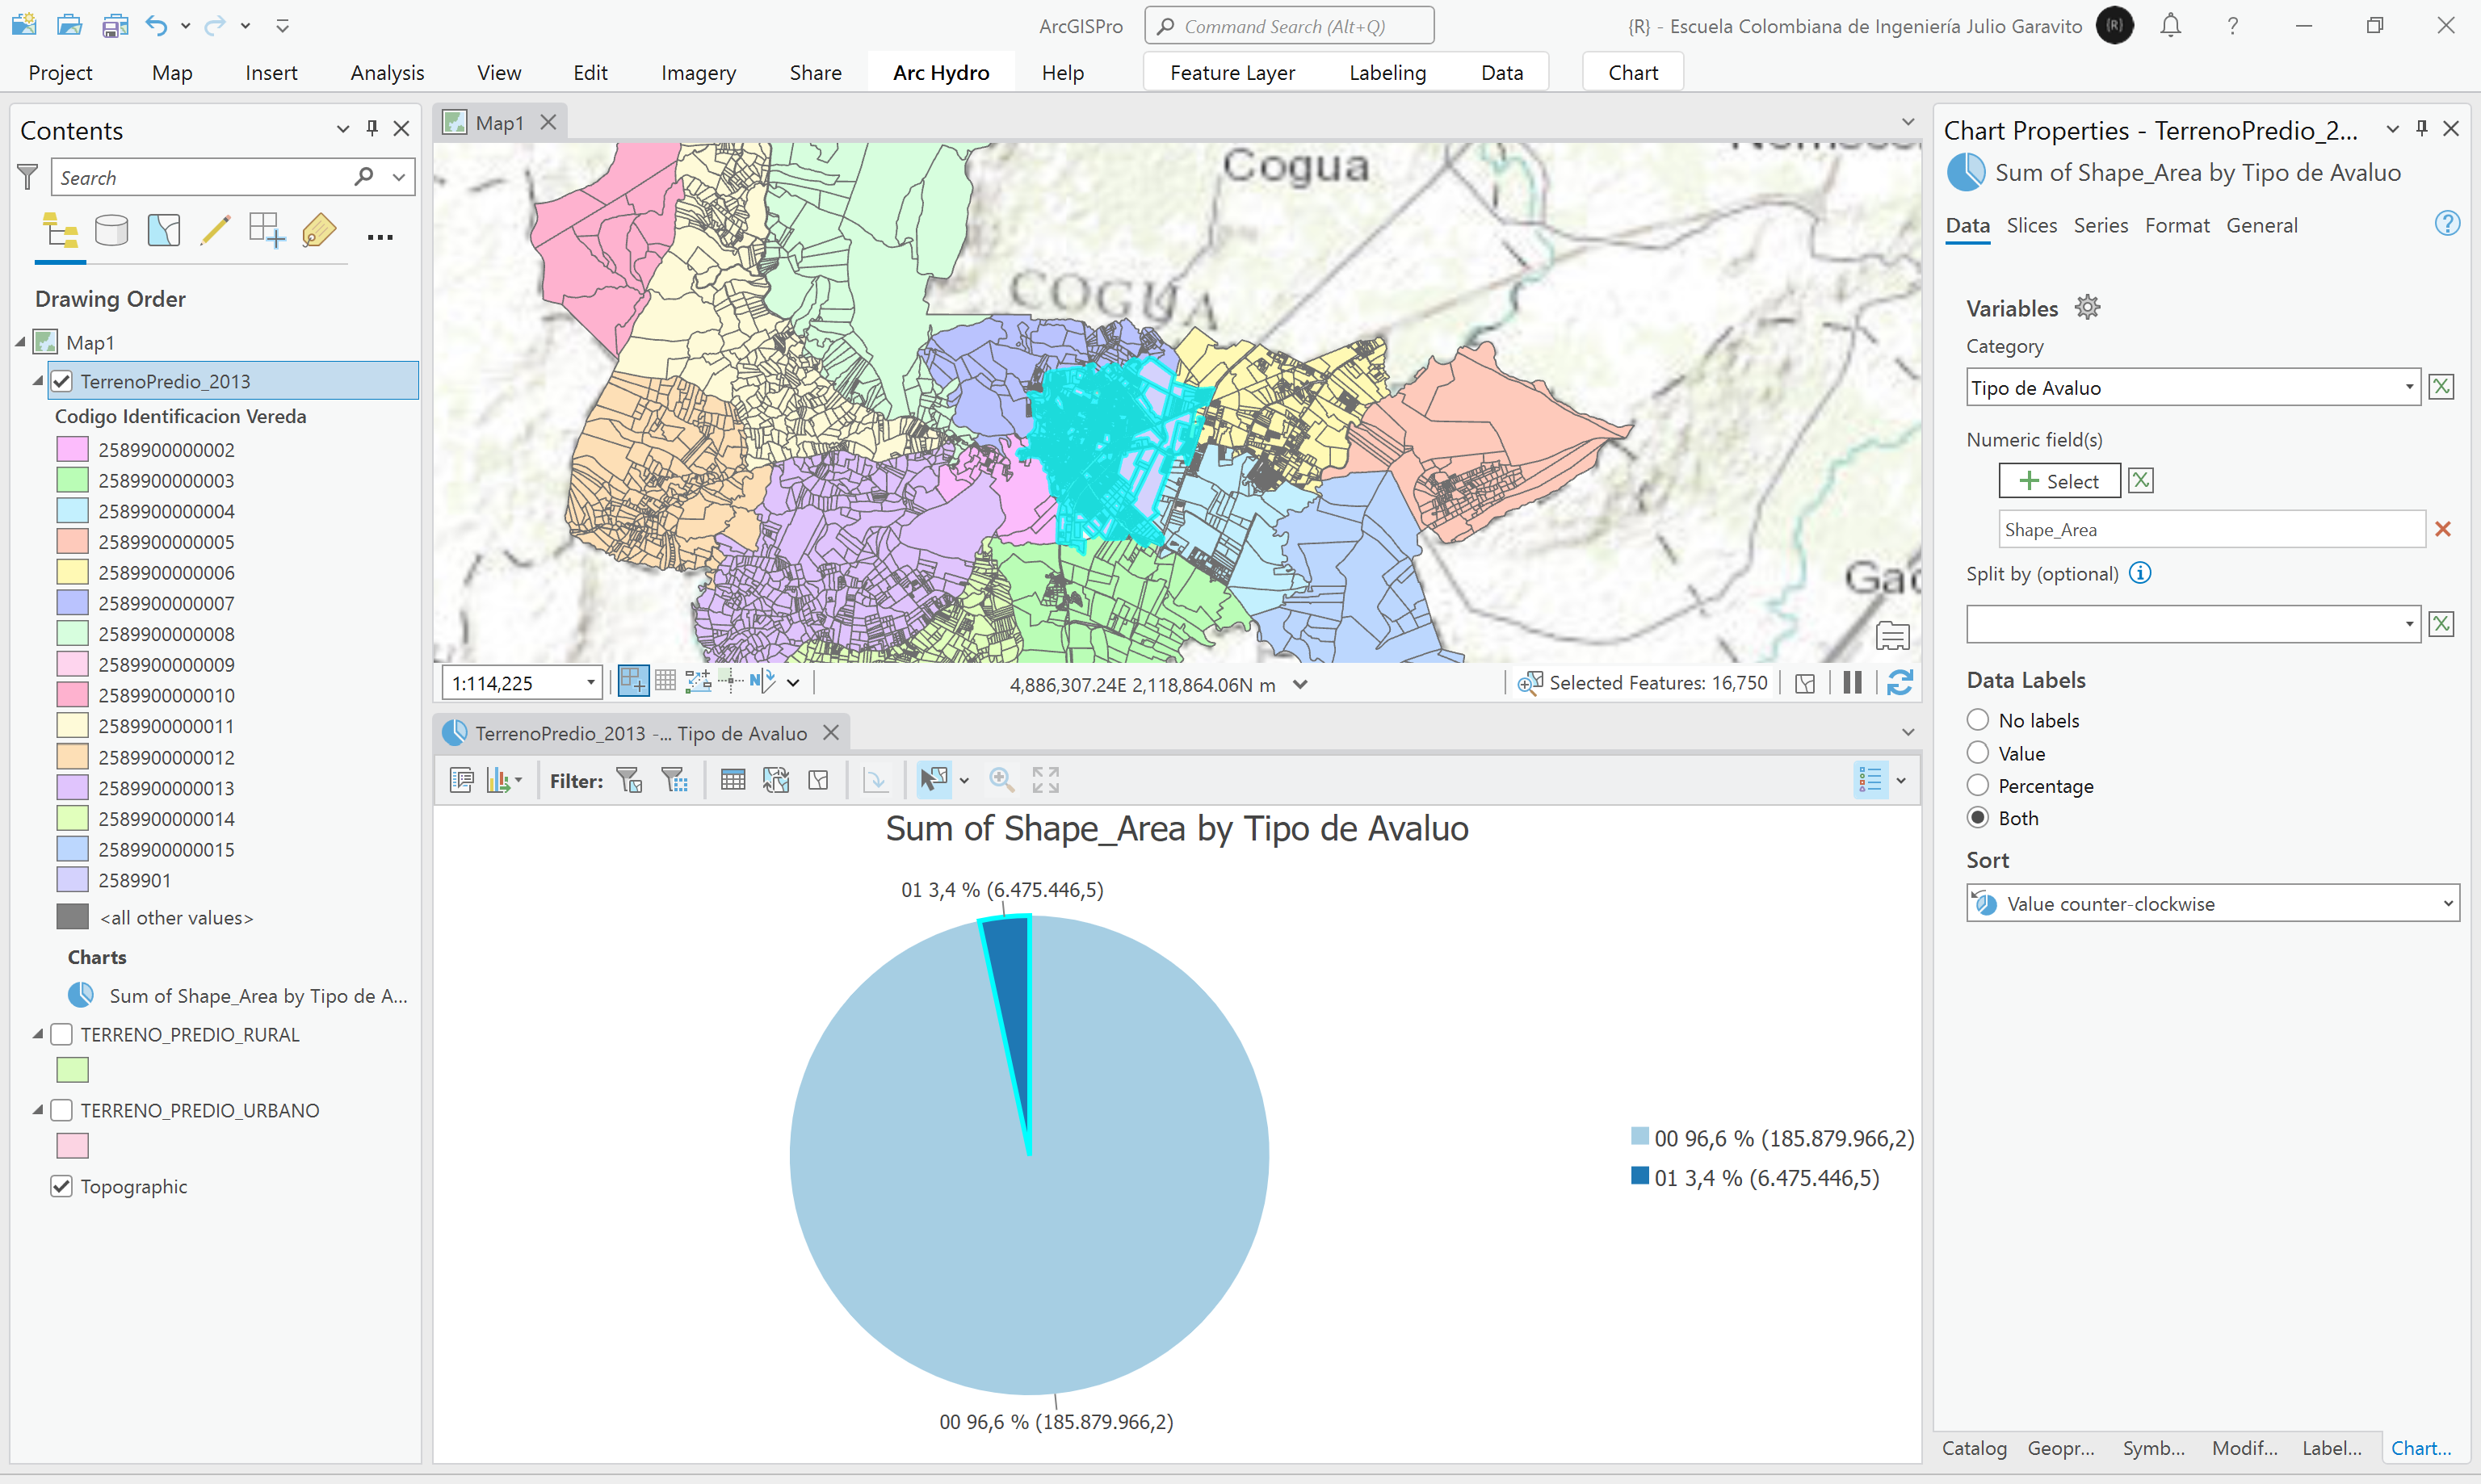 ArcGISPro
Command Search (Alt+Q)
{R} - Escuela Colombiana de Ingeniería Julio Garavito
{R}
?
Project
Map
Insert
Analysis
View
Edit
Imagery
Share
Arc Hydro
Help
Feature Layer
Labeling
Data
Chart
Contents
Search
Drawing Order
Map1
TerrenoPredio_2013
Codigo Identificacion Vereda
2589900000002
2589900000003
2589900000004
2589900000005
2589900000006
2589900000007
2589900000008
2589900000009
2589900000010
2589900000011
2589900000012
2589900000013
2589900000014
2589900000015
2589901
<all other values>
Charts
Sum of Shape_Area by Tipo de A...
TERRENO_PREDIO_RURAL
TERRENO_PREDIO_URBANO
Topographic
Map1
Cogua
COGUA
1:114,225
4,886,307.24E 2,118,864.06N m
Selected Features: 16,750
TerrenoPredio_2013 -... Tipo de Avaluo
Filter:
Sum of Shape_Area by Tipo de Avaluo
01 3,4 % (6.475.446,5)
00 96,6 % (185.879.966,2)
00 96,6 % (185.879.966,2)
01 3,4 % (6.475.446,5)
Chart Properties - TerrenoPredio_2...
Sum of Shape_Area by Tipo de Avaluo
Data
Slices
Series
Format
General
?
Variables
Category
Tipo de Avaluo
Numeric field(s)
Select
Shape_Area
Split by (optional)
Data Labels
No labels
Value
Percentage
Both
Sort
Value counter-clockwise
Catalog
Geopr...
Symb...
Modif...
Label...
Chart...